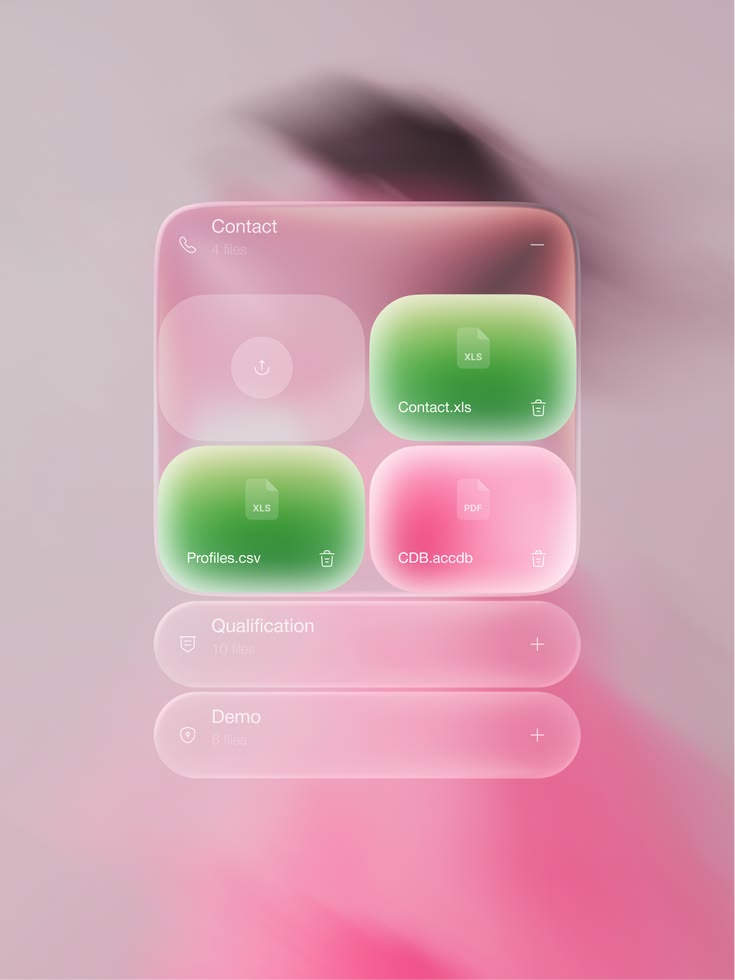 Contact
4 files
XLS
Contact.xls
XLS
Profiles.csv
PDF
CDB.accdb
Qualification
10 files
Demo
8 files